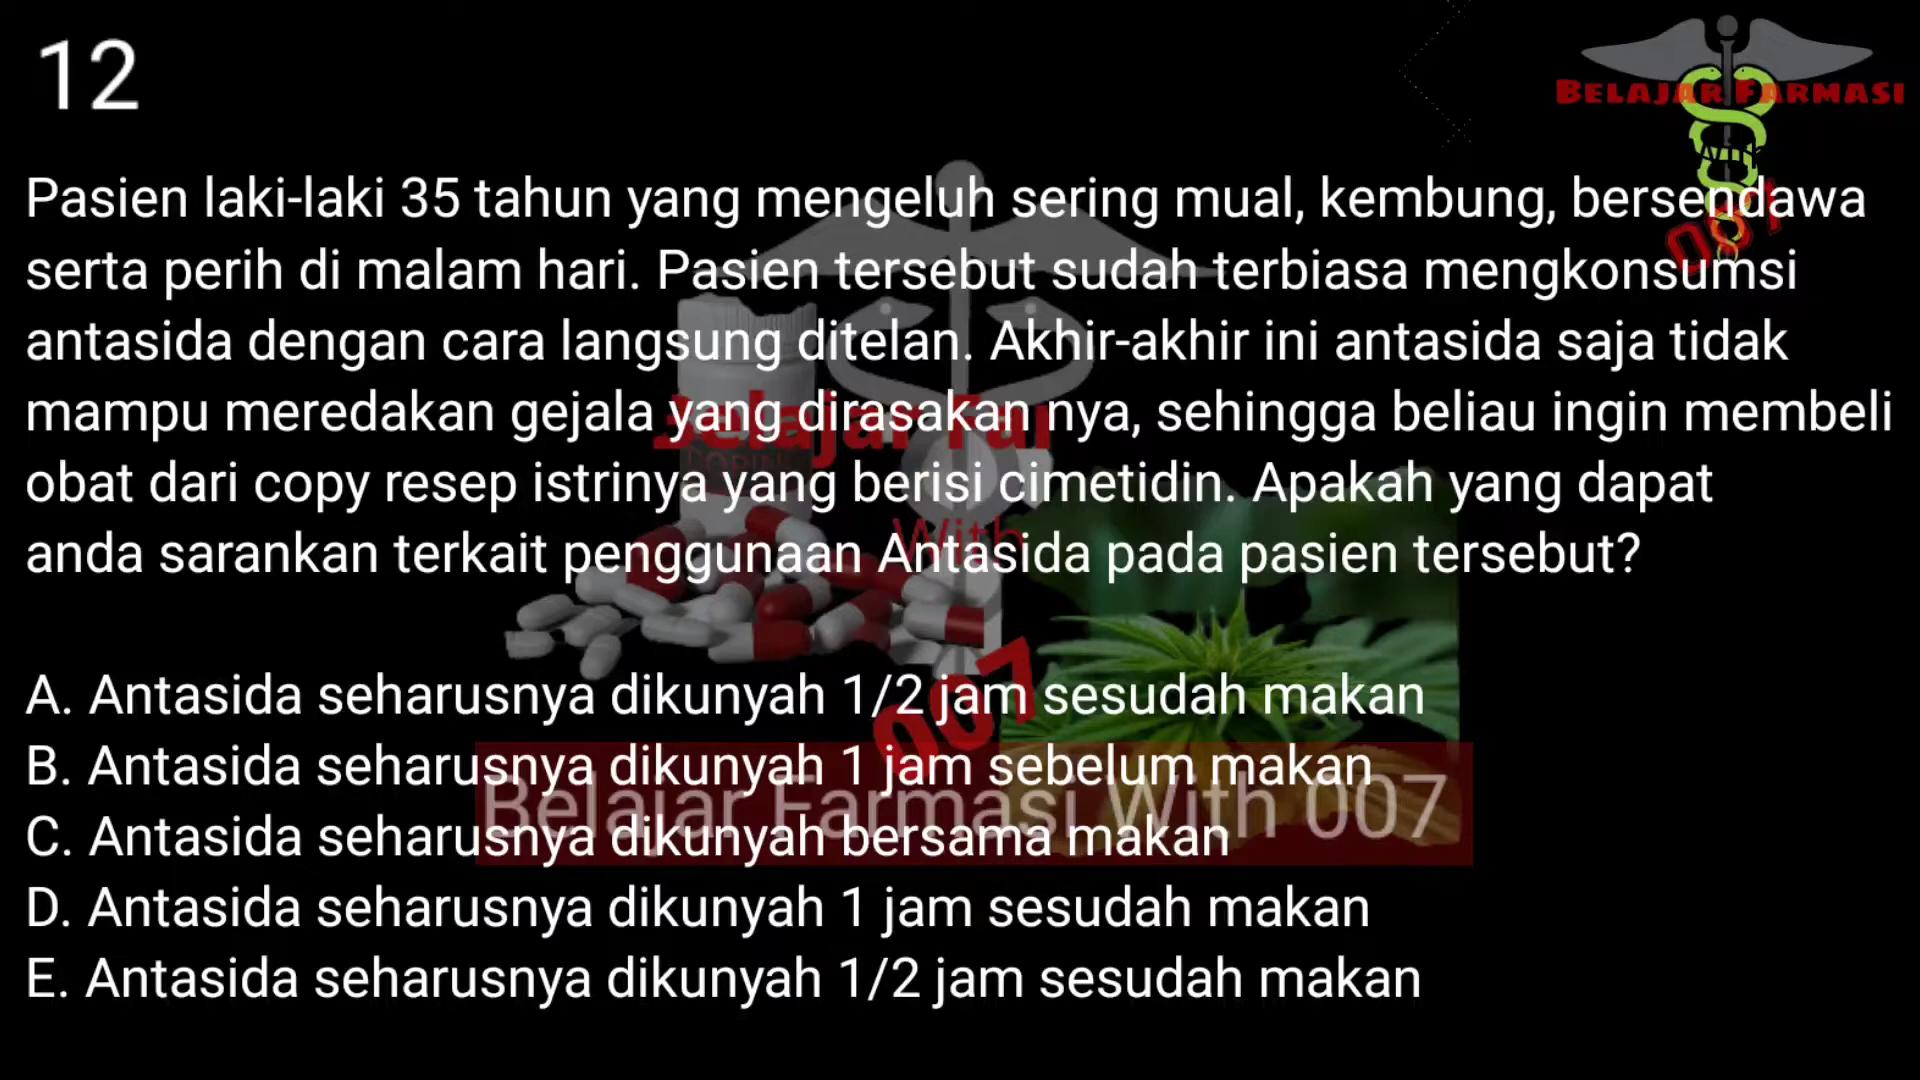 12
BELAJAR FARMASI
007
Pasien laki-laki 35 tahun yang mengeluh sering mual, kembung, bersendawa
serta perih di malam hari. Pasien tersebut sudah terbiasa mengkonsumsi
antasida dengan cara langsung ditelan. Akhir-akhir ini antasida saja tidak
mampu meredakan gejala yang dirasakan nya, sehingga beliau ingin membeli
obat dari copy resep istrinya yang berisi cimetidin. Apakah yang dapat
anda sarankan terkait penggunaan Antasida pada pasien tersebut?
With
007
A. Antasida seharusnya dikunyah 1/2 jam sesudah makan
B. Antasida seharusnya dikunyah 1 jam sebelum makan
Belajar Farmasi With 007
C. Antasida seharusnya dikunyah bersama makan
D. Antasida seharusnya dikunyah 1 jam sesudah makan
E. Antasida seharusnya dikunyah 1/2 jam sesudah makan